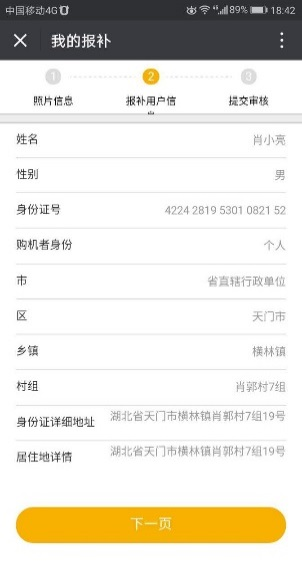 中国移动4G 89% 18:42
我的报补
1 2 3
照片信息 报补用户信息 提交审核
姓名 肖小亮
性别 男
身份证号 4224 2819 5301 0821 52
购机者身份 个人
市 省直辖行政单位
区 天门市
乡镇 横林镇
村组 肖郭村7组
身份证详细地址 湖北省天门市横林镇肖郭村7组19号
居住地详情 湖北省天门市横林镇肖郭村7组19号
下一页